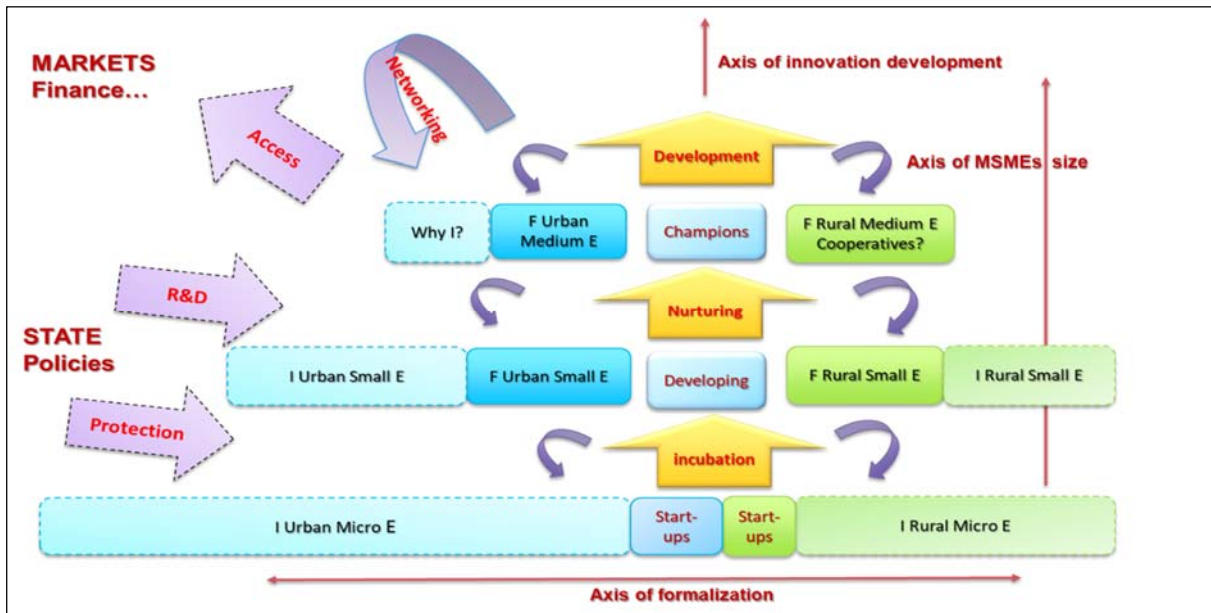 MARKETS
Finance...
Access
Networking
Axis of innovation development
Development
Axis of MSMEs size
Why I?
F Urban
Medium E
Champions
F Rural Medium E
Cooperatives?
R&D
Nurturing
STATE
Policies
I Urban Small E
F Urban Small E
Developing
F Rural Small E
I Rural Small E
Protection
incubation
I Urban Micro E
Start-
ups
Start-
ups
I Rural Micro E
Axis of formalization